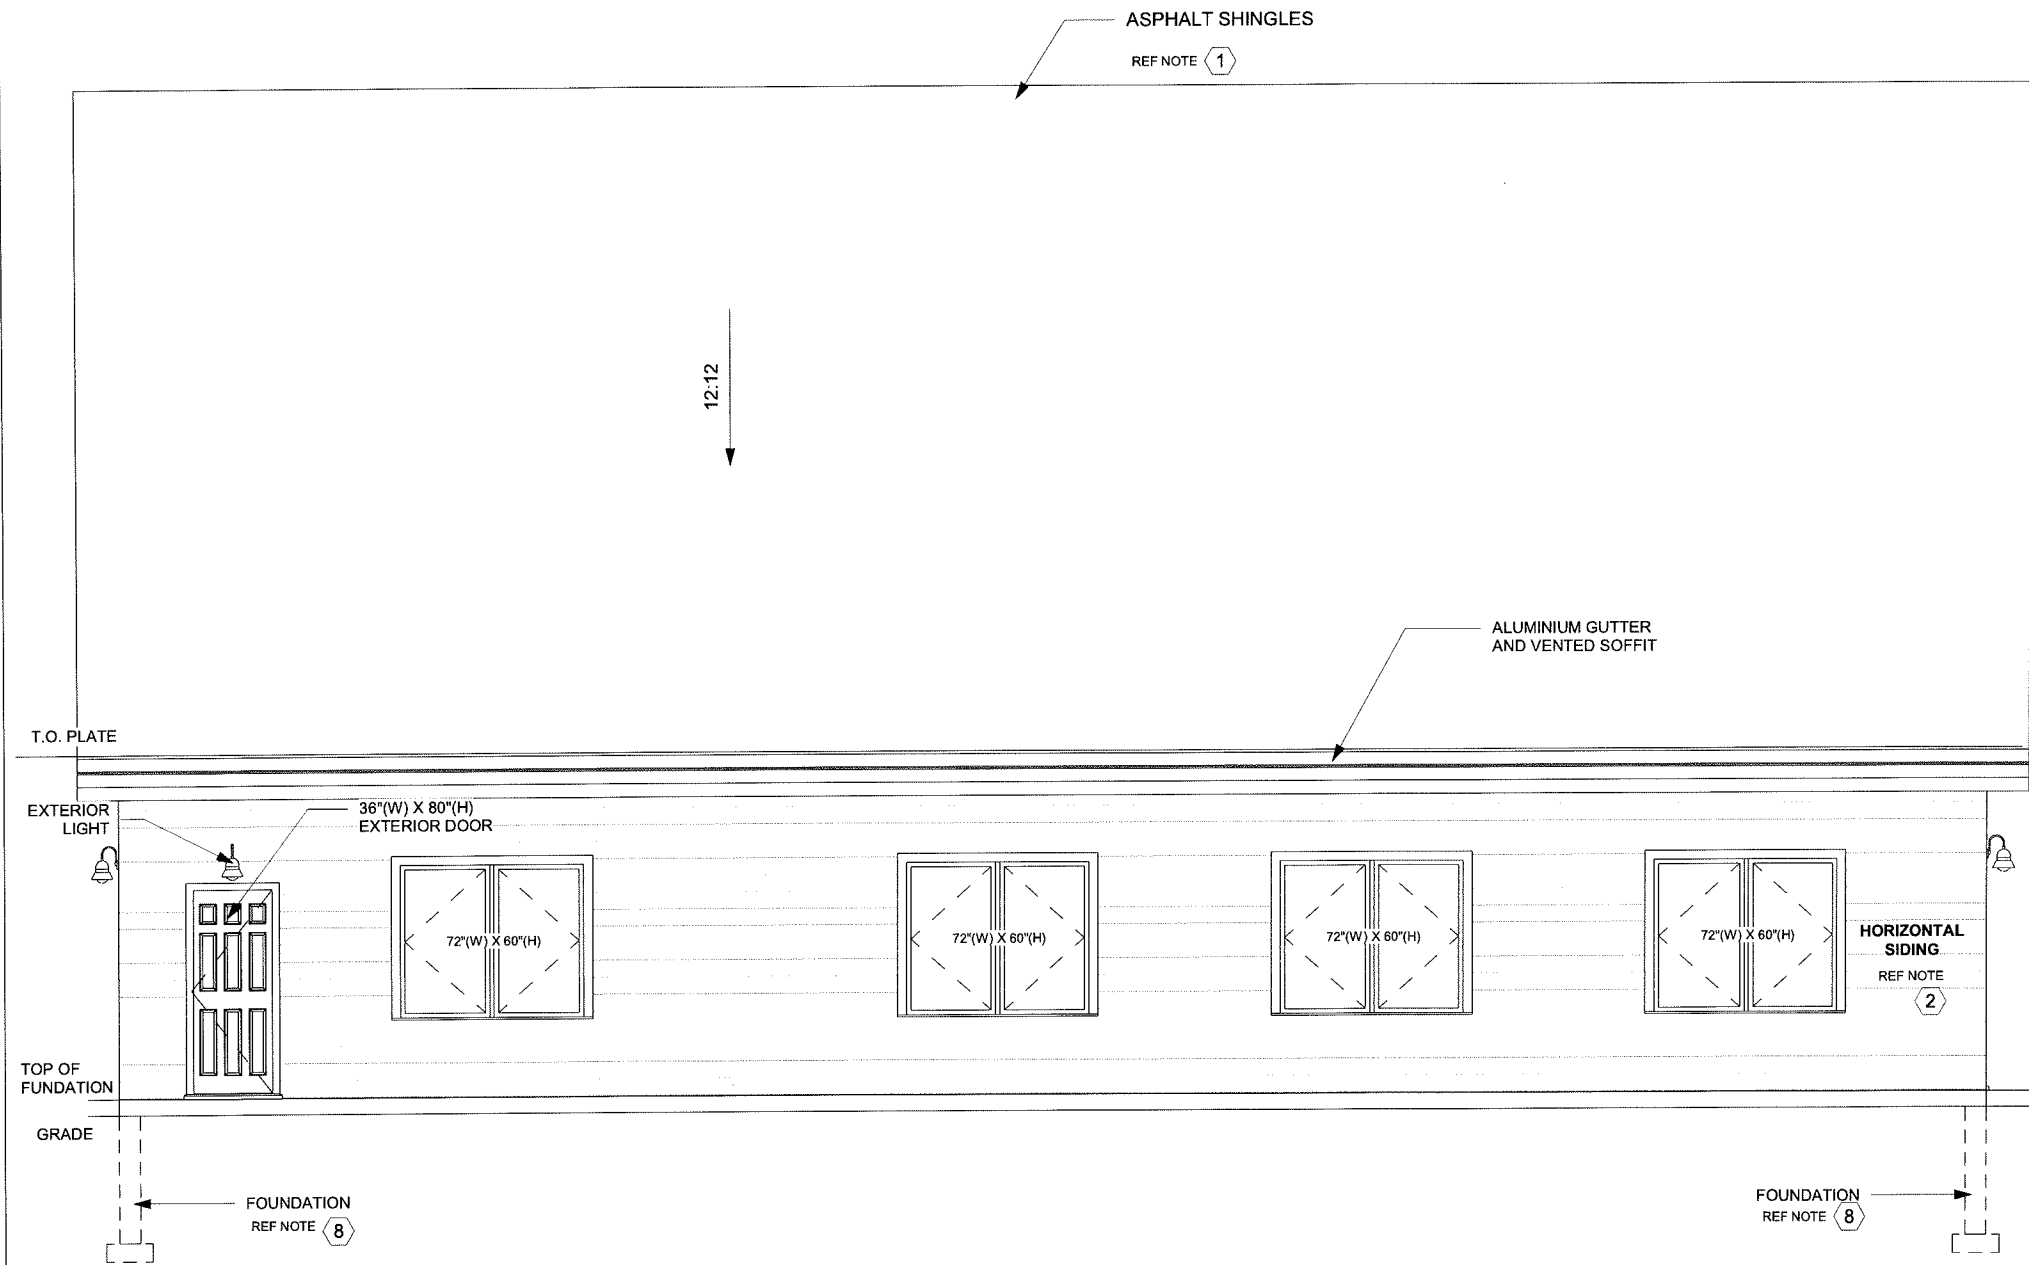 ASPHALT SHINGLES
REF NOTE 1
12:12
ALUMINIUM GUTTER
AND VENTED SOFFIT
T.O. PLATE
EXTERIOR
LIGHT
36"(W) X 80"(H)
EXTERIOR DOOR
72"(W) X 60"(H)
72"(W) X 60"(H)
72"(W) X 60"(H)
72"(W) X 60"(H)
HORIZONTAL
SIDING
REF NOTE
2
TOP OF
FUNDATION
GRADE
FOUNDATION
REF NOTE 8
FOUNDATION
REF NOTE 8